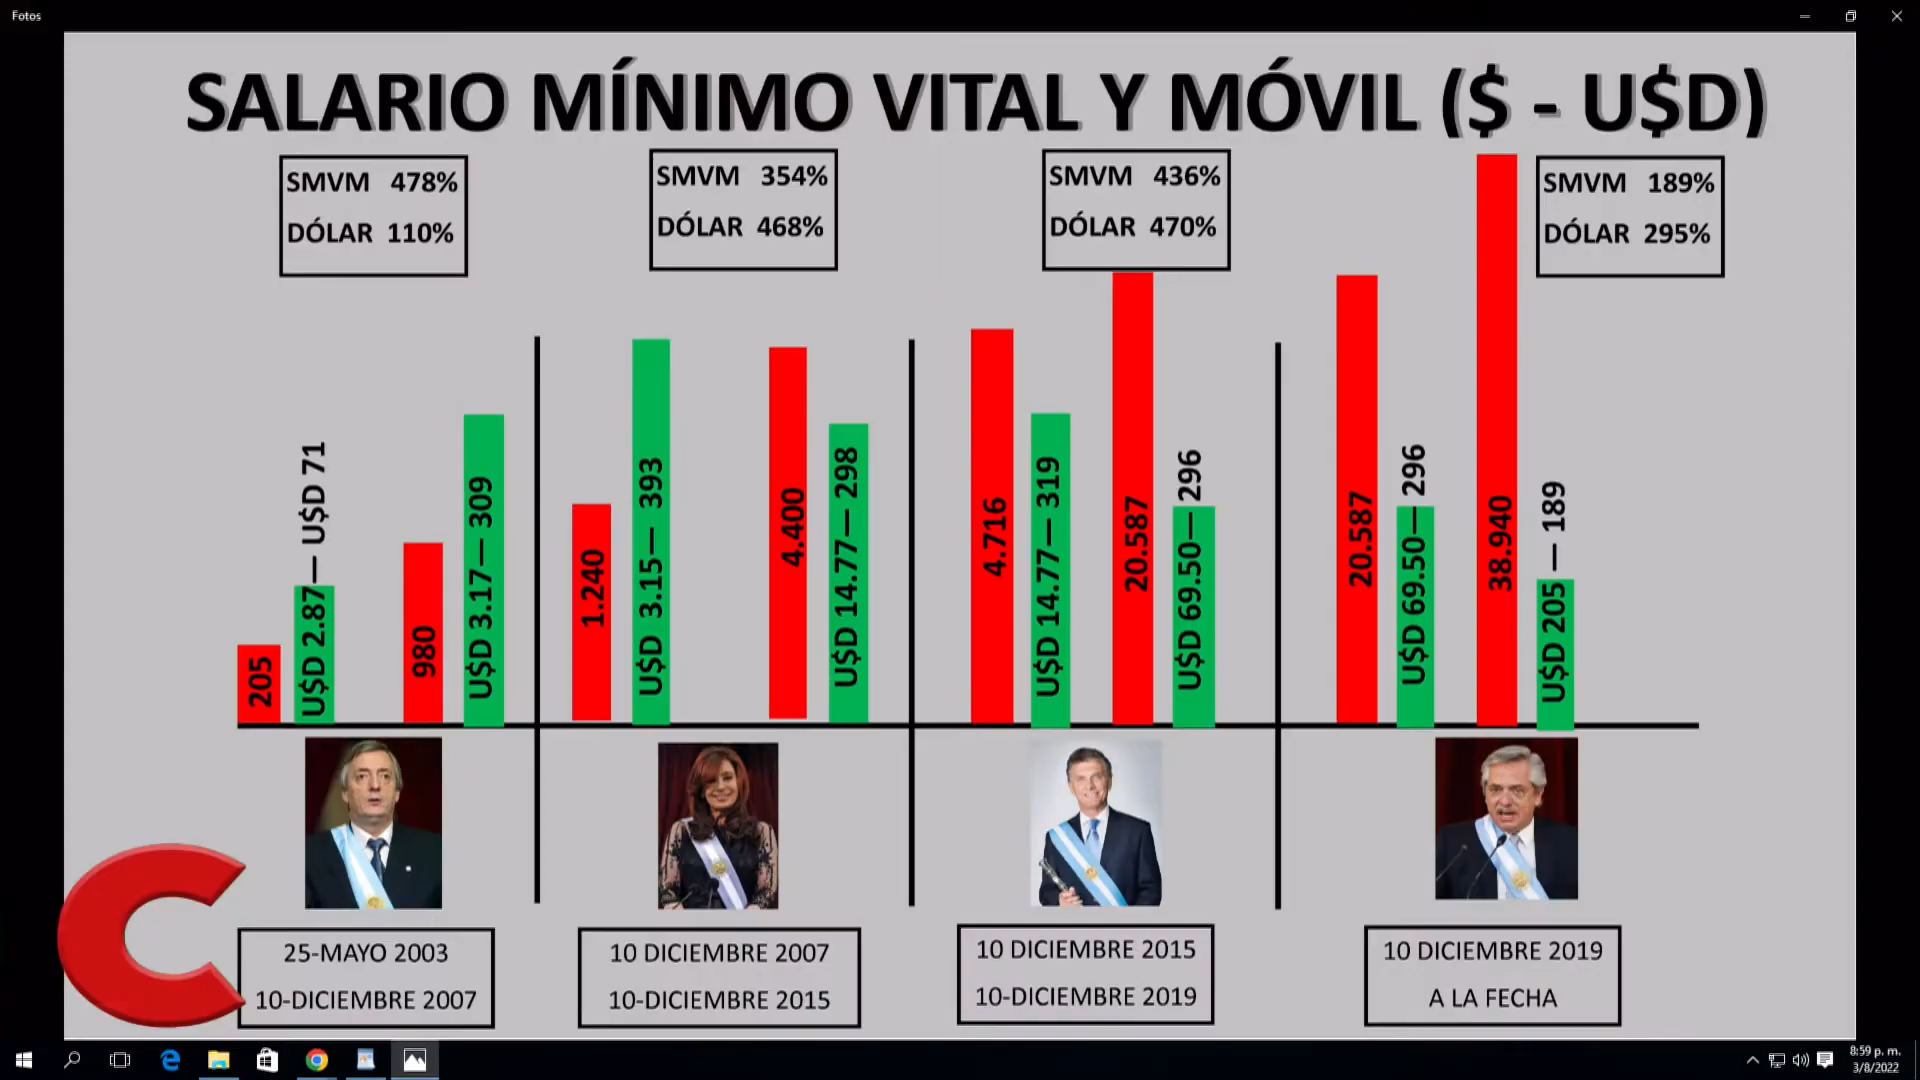 Fotos
SALARIO MÍNIMO VITAL Y MÓVIL ($ - U$D)
SMVM 478%
DÓLAR 110%
SMVM 354%
DÓLAR 468%
SMVM 436%
DÓLAR 470%
SMVM 189%
DÓLAR 295%
205
U$D 2.87— U$D 71
980
U$D 3.17— 309
1.240
U$D 3.15— 393
4.400
U$D 14.77— 298
4.716
U$D 14.77— 319
20.587
U$D 69.50— 296
20.587
U$D 69.50— 296
38.940
U$D 205 — 189
25-MAYO 2003
10-DICIEMBRE 2007
10 DICIEMBRE 2007
10-DICIEMBRE 2015
10 DICIEMBRE 2015
10-DICIEMBRE 2019
10 DICIEMBRE 2019
A LA FECHA
C
8:59 p. m.
3/8/2022